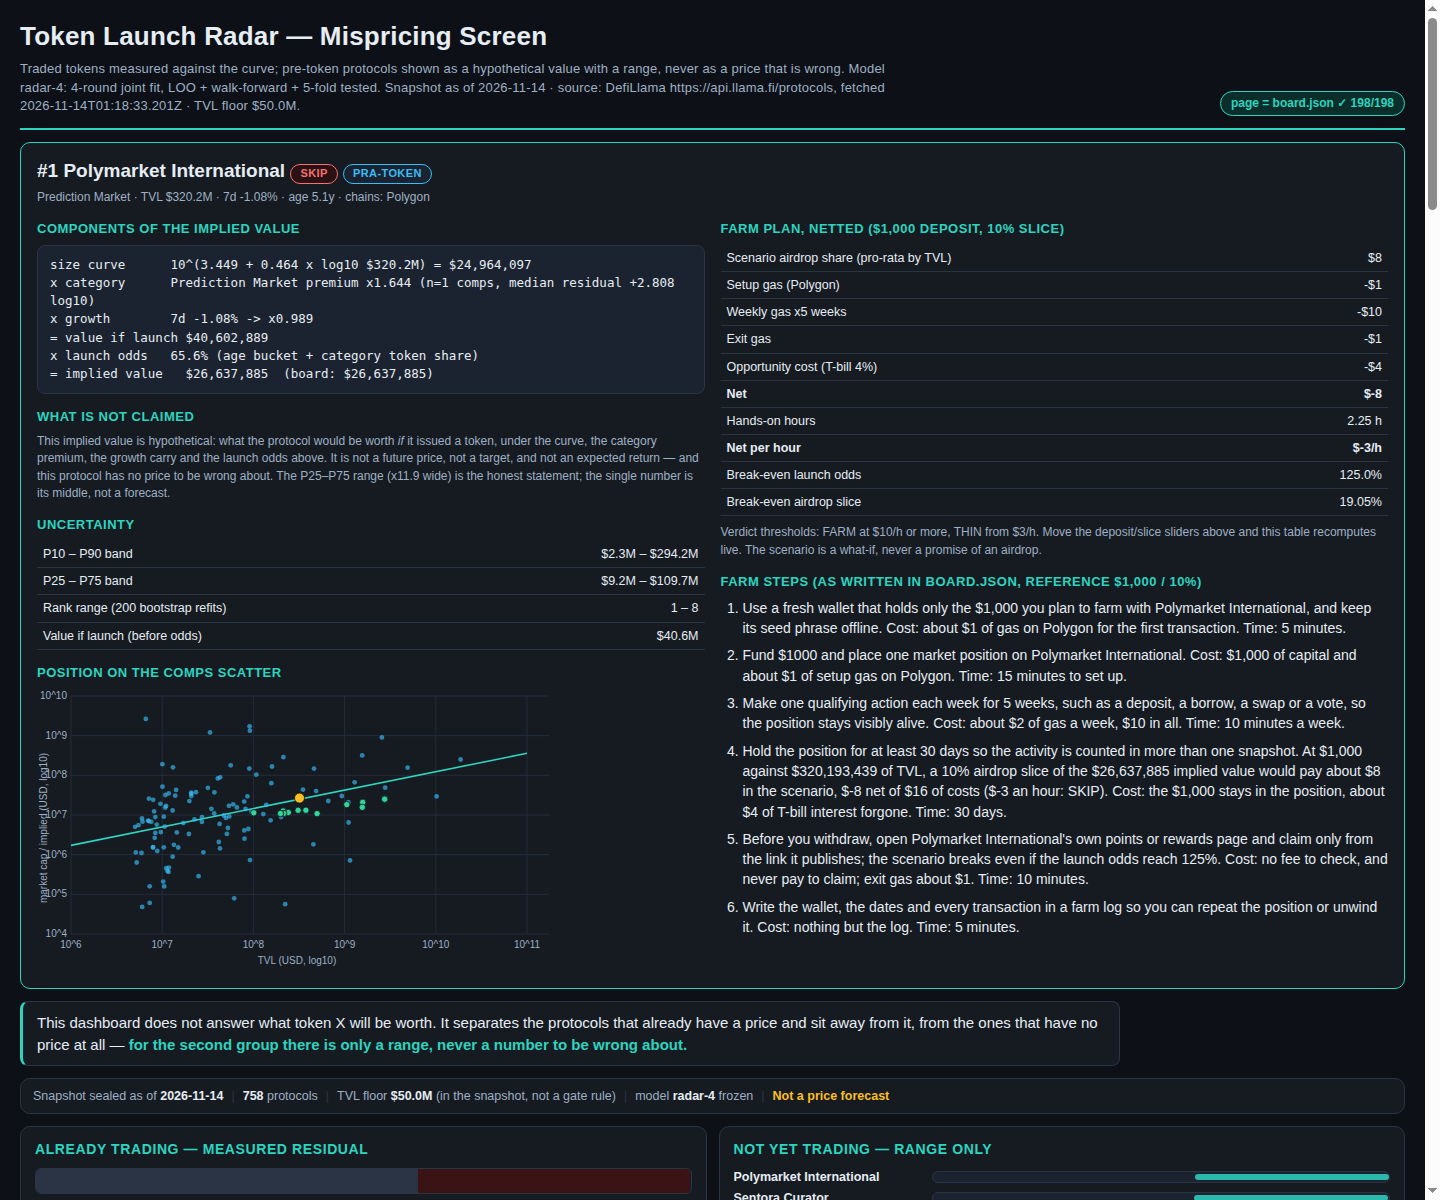 Token Launch Radar — Mispricing Screen
Traded tokens measured against the curve; pre-token protocols shown as a hypothetical value with a range, never as a price that is wrong. Model
radar-4: 4-round joint fit, LOO + walk-forward + 5-fold tested. Snapshot as of 2026-11-14 · source: DefiLlama https://api.llama.fi/protocols, fetched
2026-11-14T01:18:33.201Z · TVL floor $50.0M.
page = board.json ✓ 198/198
#1 Polymarket International SKIP PRA-TOKEN
Prediction Market · TVL $320.2M · 7d -1.08% · age 5.1y · chains: Polygon
COMPONENTS OF THE IMPLIED VALUE
size curve 10^(3.449 + 0.464 x log10 $320.2M) = $24,964,097
x category Prediction Market premium x1.644 (n=1 comps, median residual +2.808
log10)
x growth 7d -1.08% -> x0.989
= value if launch $40,602,889
x launch odds 65.6% (age bucket + category token share)
= implied value $26,637,885 (board: $26,637,885)
WHAT IS NOT CLAIMED
This implied value is hypothetical: what the protocol would be worth if it issued a token, under the curve, the category
premium, the growth carry and the launch odds above. It is not a future price, not a target, and not an expected return — and
this protocol has no price to be wrong about. The P25–P75 range (x11.9 wide) is the honest statement; the single number is
its middle, not a forecast.
UNCERTAINTY
P10 – P90 band $2.3M – $294.2M
P25 – P75 band $9.2M – $109.7M
Rank range (200 bootstrap refits) 1 – 8
Value if launch (before odds) $40.6M
POSITION ON THE COMPS SCATTER
10^10
10^9
10^8
10^7
10^6
10^5
10^4
market cap / implied (USD, log10)
10^6 10^7 10^8 10^9 10^10 10^11
TVL (USD, log10)
FARM PLAN, NETTED ($1,000 DEPOSIT, 10% SLICE)
Scenario airdrop share (pro-rata by TVL) $8
Setup gas (Polygon) -$1
Weekly gas x5 weeks -$10
Exit gas -$1
Opportunity cost (T-bill 4%) -$4
Net $-8
Hands-on hours 2.25 h
Net per hour $-3/h
Break-even launch odds 125.0%
Break-even airdrop slice 19.05%
Verdict thresholds: FARM at $10/h or more, THIN from $3/h. Move the deposit/slice sliders above and this table recomputes
live. The scenario is a what-if, never a promise of an airdrop.
FARM STEPS (AS WRITTEN IN BOARD.JSON, REFERENCE $1,000 / 10%)
1. Use a fresh wallet that holds only the $1,000 you plan to farm with Polymarket International, and keep
its seed phrase offline. Cost: about $1 of gas on Polygon for the first transaction. Time: 5 minutes.
2. Fund $1000 and place one market position on Polymarket International. Cost: $1,000 of capital and
about $1 of setup gas on Polygon. Time: 15 minutes to set up.
3. Make one qualifying action each week for 5 weeks, such as a deposit, a borrow, a swap or a vote, so
the position stays visibly alive. Cost: about $2 of gas a week, $10 in all. Time: 10 minutes a week.
4. Hold the position for at least 30 days so the activity is counted in more than one snapshot. At $1,000
against $320,193,439 of TVL, a 10% airdrop slice of the $26,637,885 implied value would pay about $8
in the scenario, $-8 net of $16 of costs ($-3 an hour: SKIP). Cost: the $1,000 stays in the position, about
$4 of T-bill interest forgone. Time: 30 days.
5. Before you withdraw, open Polymarket International's own points or rewards page and claim only from
the link it publishes; the scenario breaks even if the launch odds reach 125%. Cost: no fee to check, and
never pay to claim; exit gas about $1. Time: 10 minutes.
6. Write the wallet, the dates and every transaction in a farm log so you can repeat the position or unwind
it. Cost: nothing but the log. Time: 5 minutes.
This dashboard does not answer what token X will be worth. It separates the protocols that already have a price and sit away from it, from the ones that have no
price at all — for the second group there is only a range, never a number to be wrong about.
Snapshot sealed as of 2026-11-14 | 758 protocols | TVL floor $50.0M (in the snapshot, not a gate rule) | model radar-4 frozen | Not a price forecast
ALREADY TRADING — MEASURED RESIDUAL
NOT YET TRADING — RANGE ONLY
Polymarket International
Sentora Curator